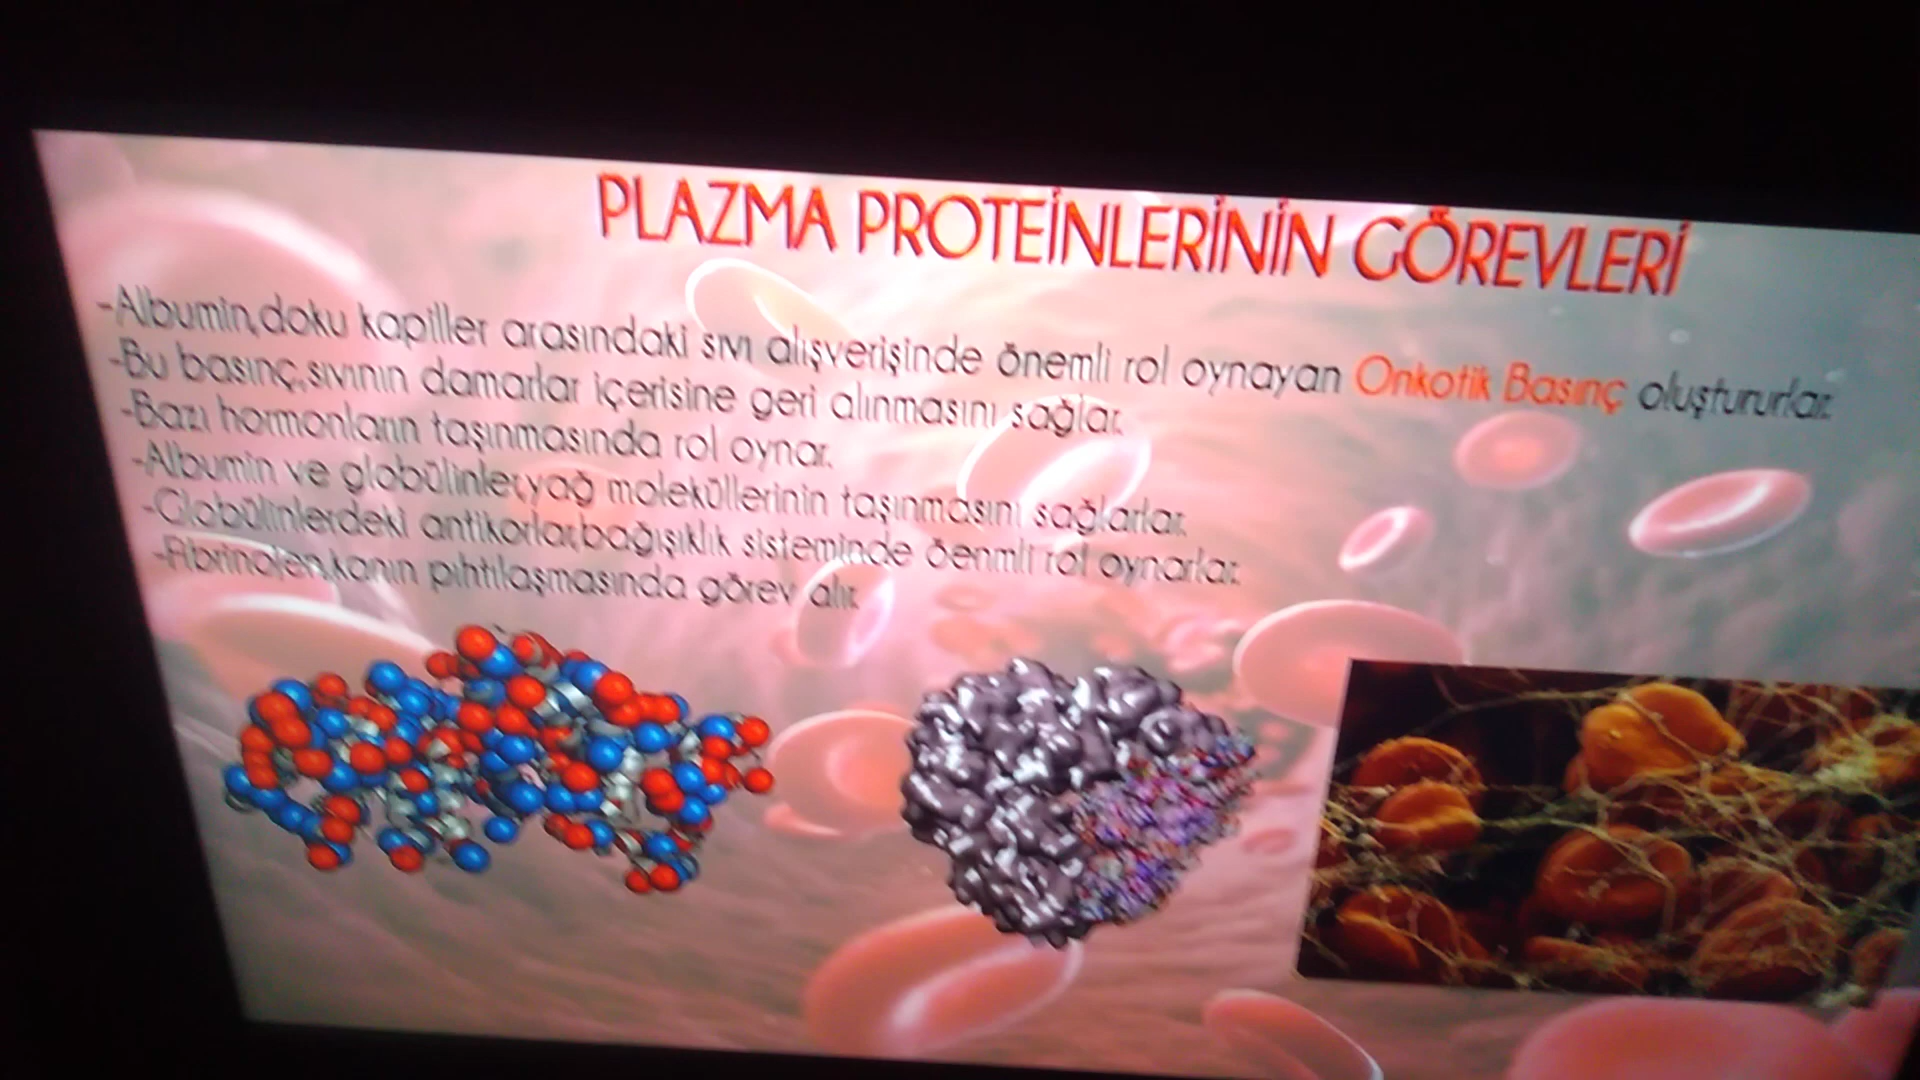 PLAZMA PROTEİNLERİNİN GÖREVLERİ
-Albumin,doku kapiller arasındaki sıvı alışverişinde önemli rol oynayan Onkotik Basınç oluştururlar.
-Bu basınç,sıvının damarlar içerisine geri alınmasını sağlar.
-Bazı hormonların taşınmasında rol oynar.
-Albumin ve globülinler,yağ moleküllerinin taşınmasını sağlarlar.
-Globülinlerdeki antikorlar,bağışıklık sisteminde öenmli rol oynarlar.
-Fibrinojen,kanın pıhtılaşmasında görev alır.